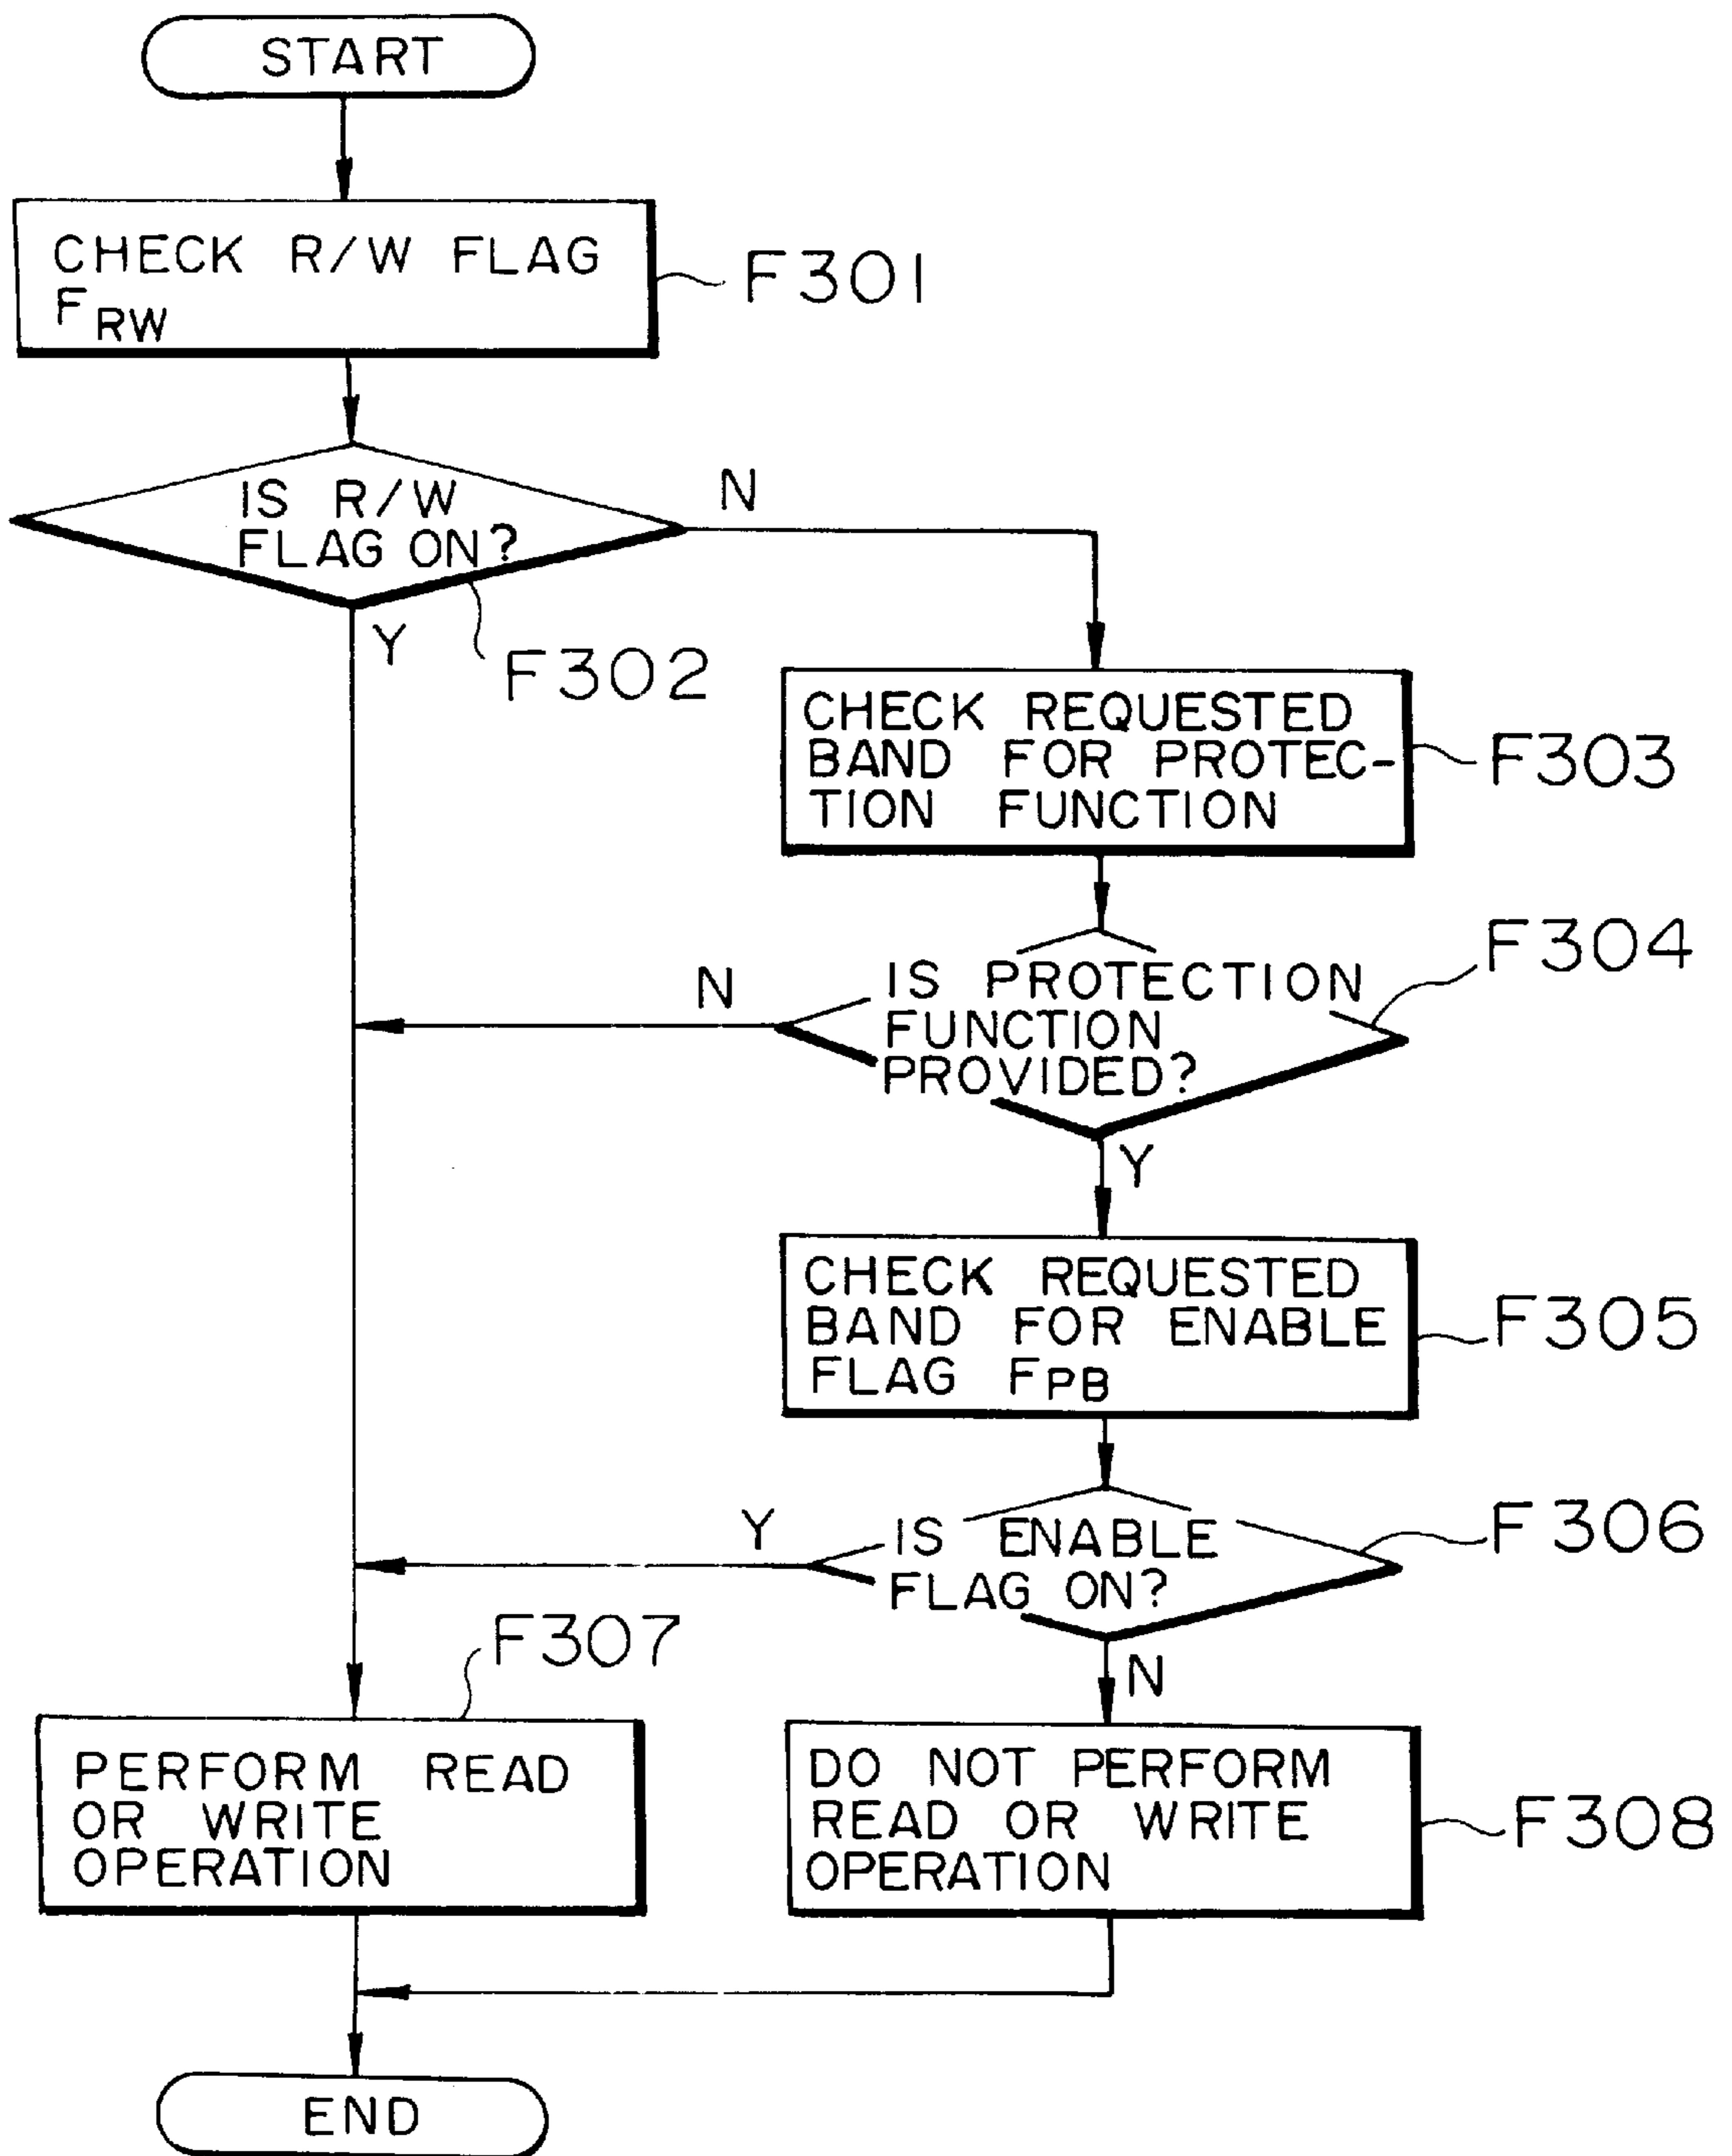 START
CHECK R/W FLAG
FRW
F301
IS R/W
FLAG ON?
N
Y
F302
CHECK REQUESTED
BAND FOR PROTEC-
TION FUNCTION
F303
IS PROTECTION
FUNCTION
PROVIDED?
N
F304
Y
CHECK REQUESTED
BAND FOR ENABLE
FLAG FPB
F305
IS ENABLE
FLAG ON?
Y
F306
N
F307
PERFORM READ
OR WRITE
OPERATION
DO NOT PERFORM
READ OR WRITE
OPERATION
F308
END